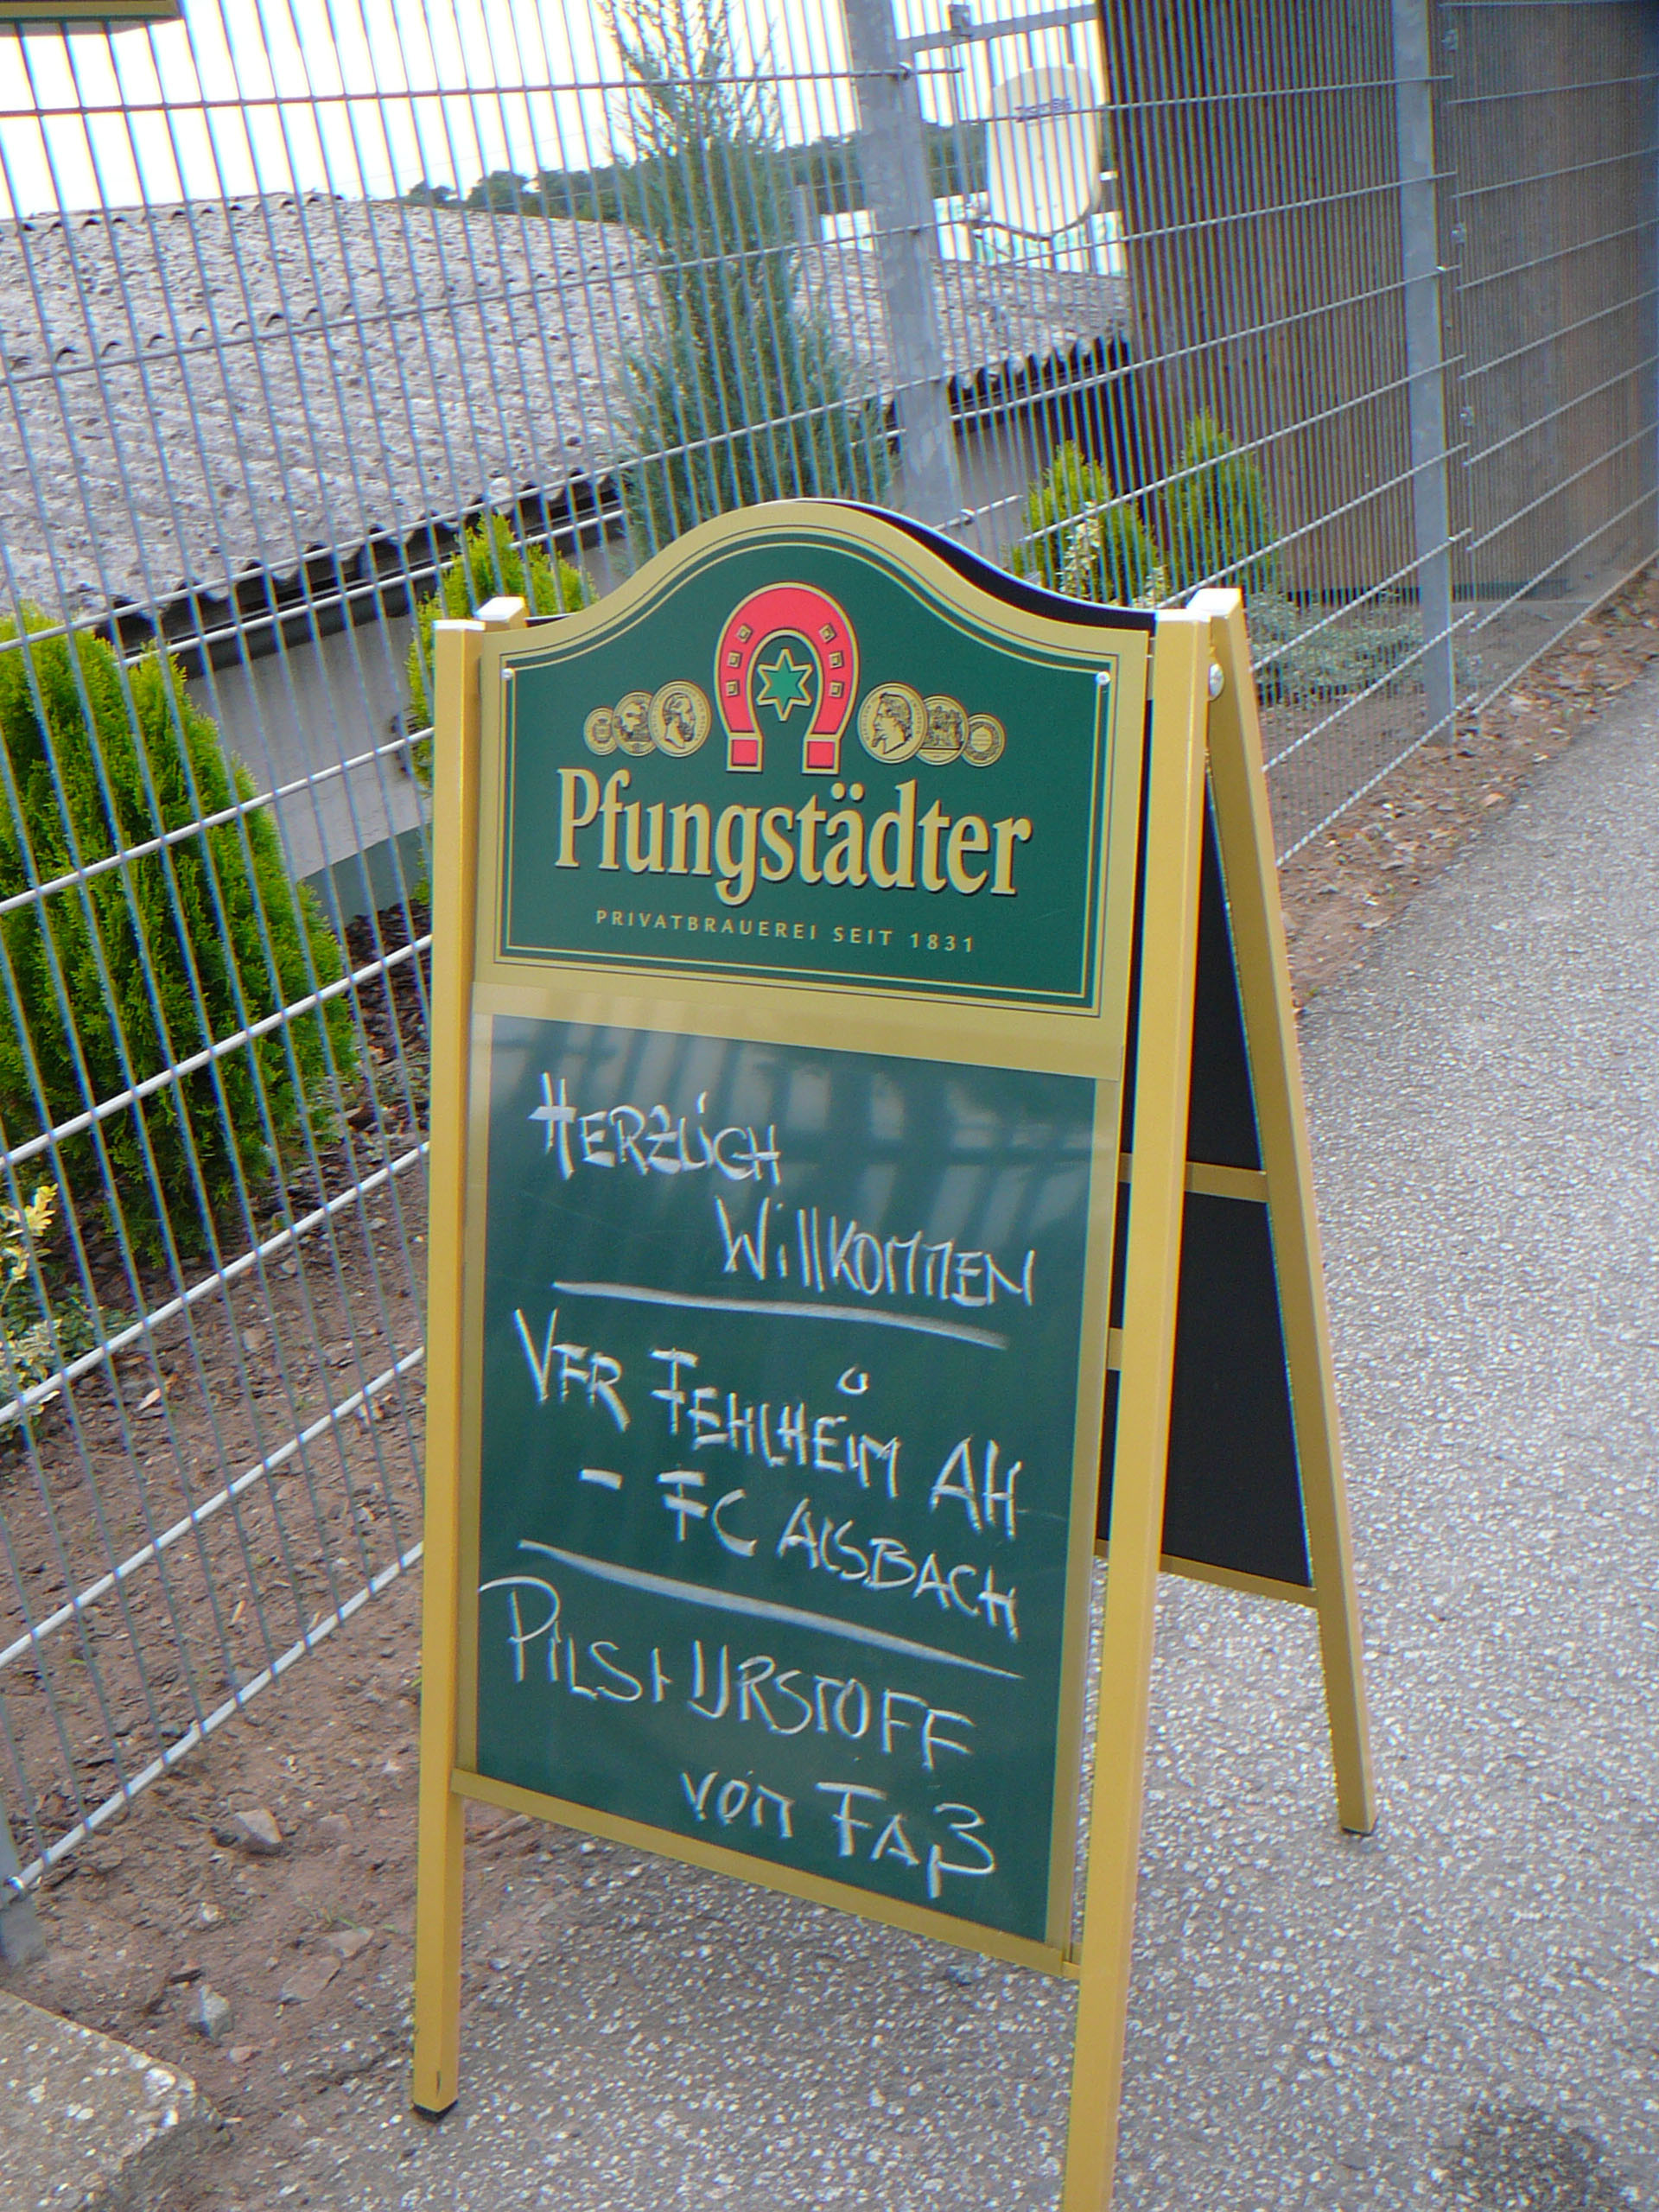 Pfungstädter
PRIVATBRAUEREI SEIT 1831
HERZLICH
WillKOMMEN
VFR FEHLHEIM AH
- FC ALSBACH
PILS + URSTOFF
VOM FAß